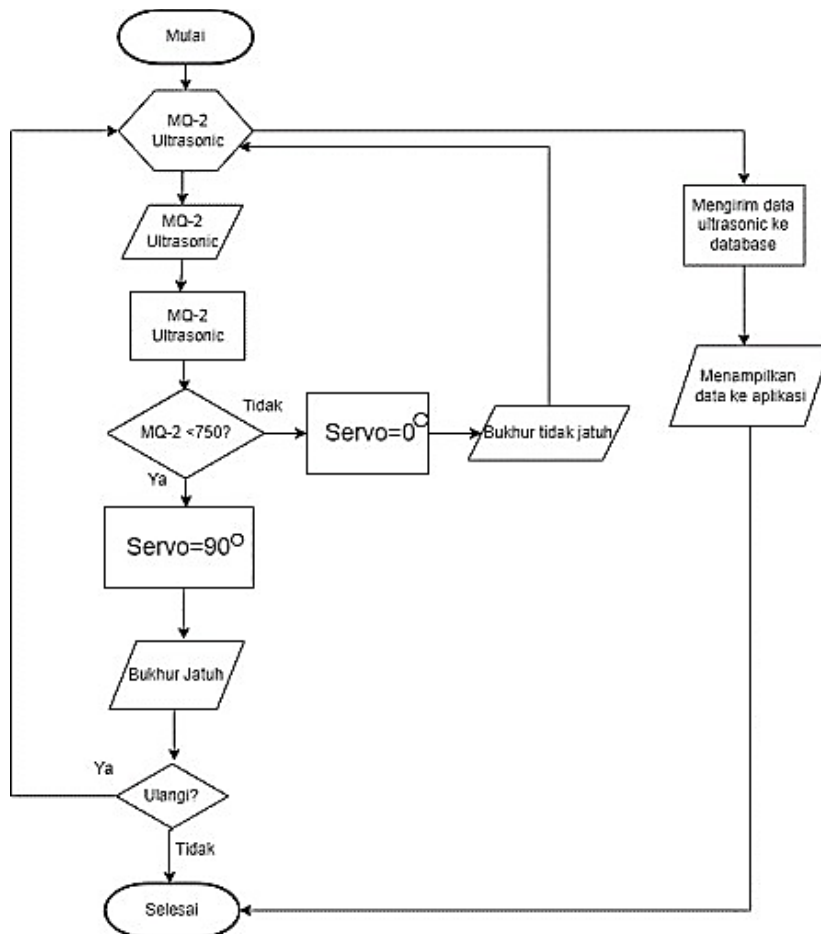 Mulai
MQ-2
Ultrasonic
MQ-2
Ultrasonic
MQ-2
Ultrasonic
MQ-2 <750?
Tidak
Servo=0°
Bukhur tidak jatuh
Ya
Servo=90°
Bukhur Jatuh
Ulangi?
Ya
Tidak
Selesai
Mengirim data
ultrasonic ke
database
Menampilkan
data ke aplikasi